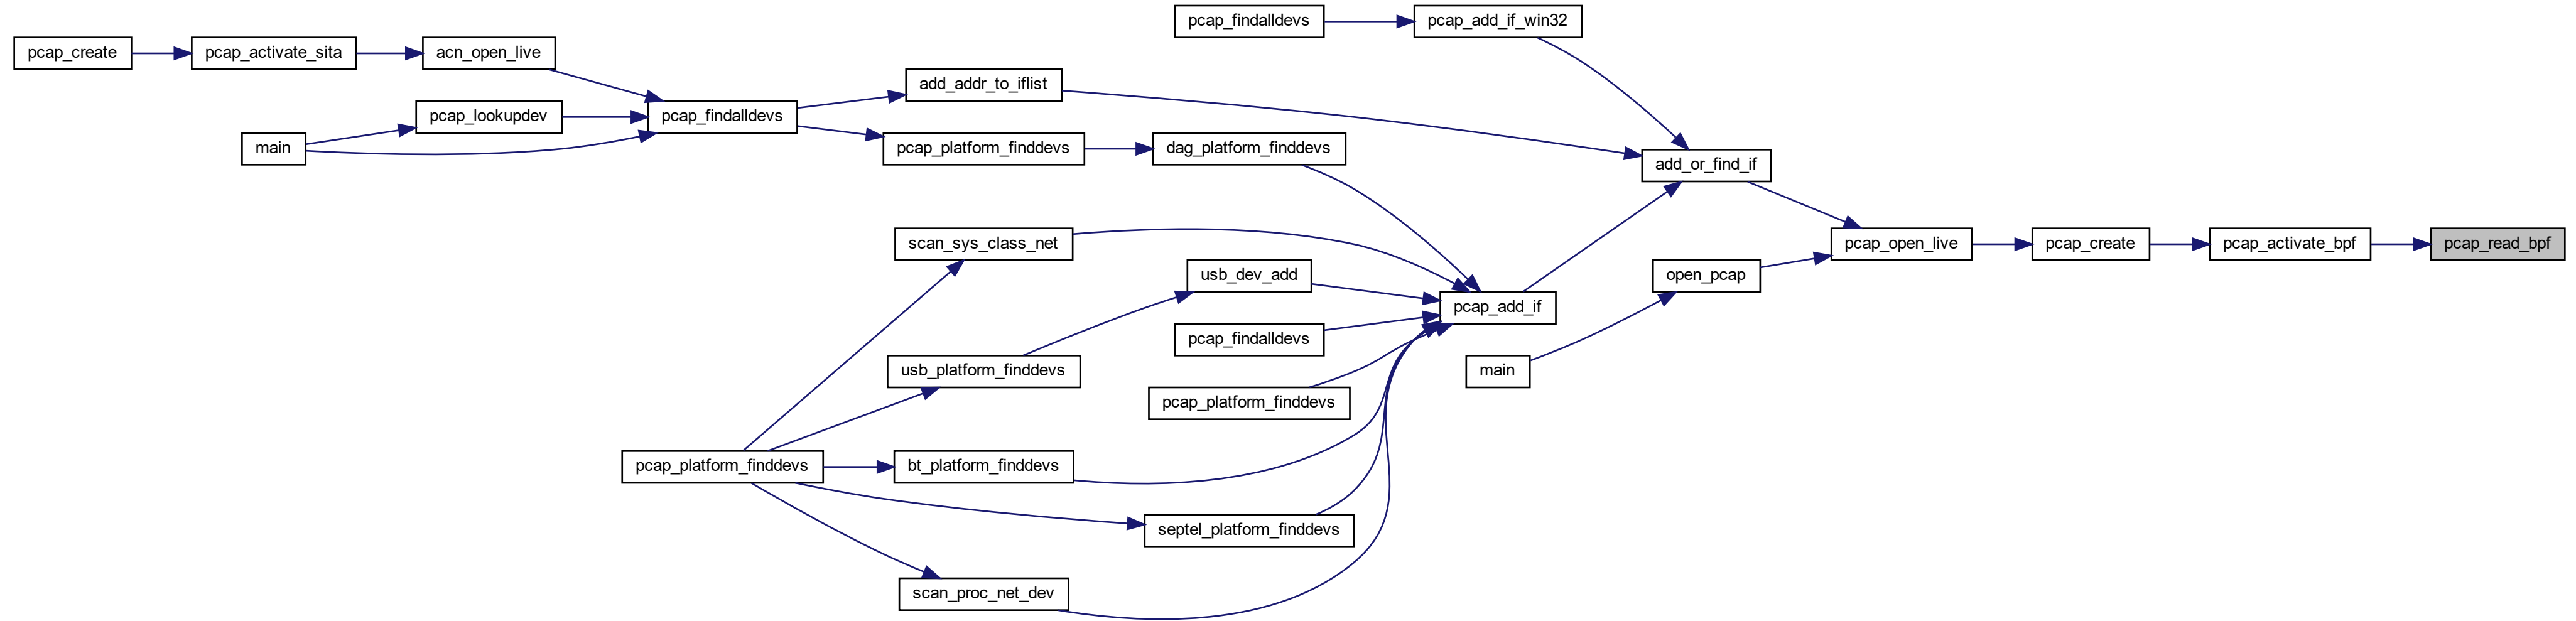 pcap_findalldevs
pcap_add_if_win32
pcap_create
pcap_activate_sita
acn_open_live
add_addr_to_iflist
pcap_lookupdev
pcap_findalldevs
main
pcap_platform_finddevs
dag_platform_finddevs
add_or_find_if
scan_sys_class_net
pcap_open_live
pcap_create
pcap_activate_bpf
pcap_read_bpf
usb_dev_add
open_pcap
pcap_add_if
pcap_findalldevs
usb_platform_finddevs
main
pcap_platform_finddevs
pcap_platform_finddevs
bt_platform_finddevs
septel_platform_finddevs
scan_proc_net_dev